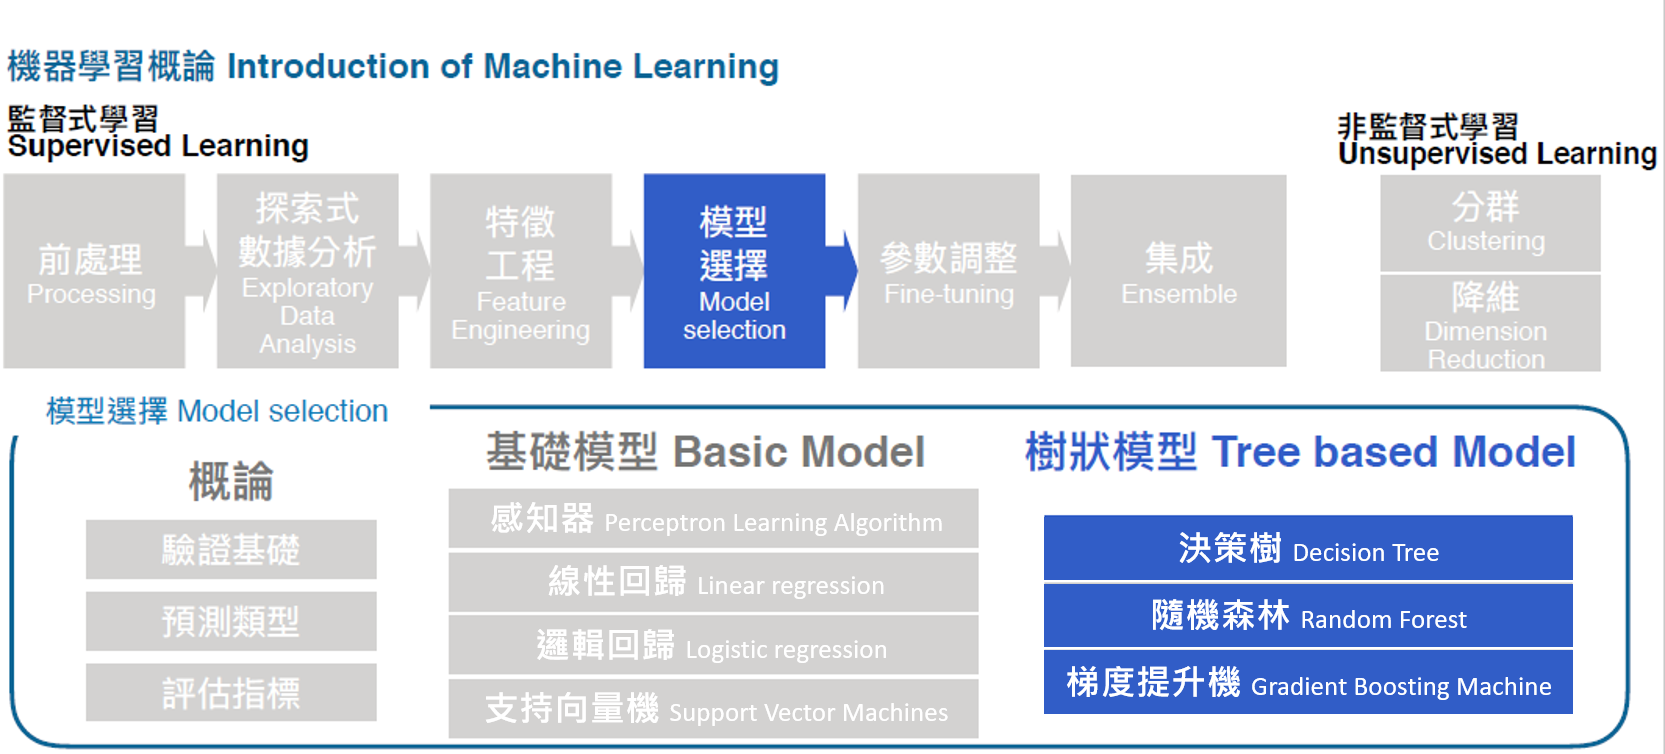 機器學習概論 Introduction of Machine Learning
監督式學習
Supervised Learning
非監督式學習
Unsupervised Learning
前處理
Processing
探索式
數據分析
Exploratory
Data
Analysis
特徵
工程
Feature
Engineering
模型
選擇
Model
selection
參數調整
Fine-tuning
集成
Ensemble
分群
Clustering
降維
Dimension
Reduction
模型選擇 Model selection
概論
驗證基礎
預測類型
評估指標
基礎模型 Basic Model
感知器 Perceptron Learning Algorithm
線性回歸 Linear regression
邏輯回歸 Logistic regression
支持向量機 Support Vector Machines
樹狀模型 Tree based Model
決策樹 Decision Tree
隨機森林 Random Forest
梯度提升機 Gradient Boosting Machine